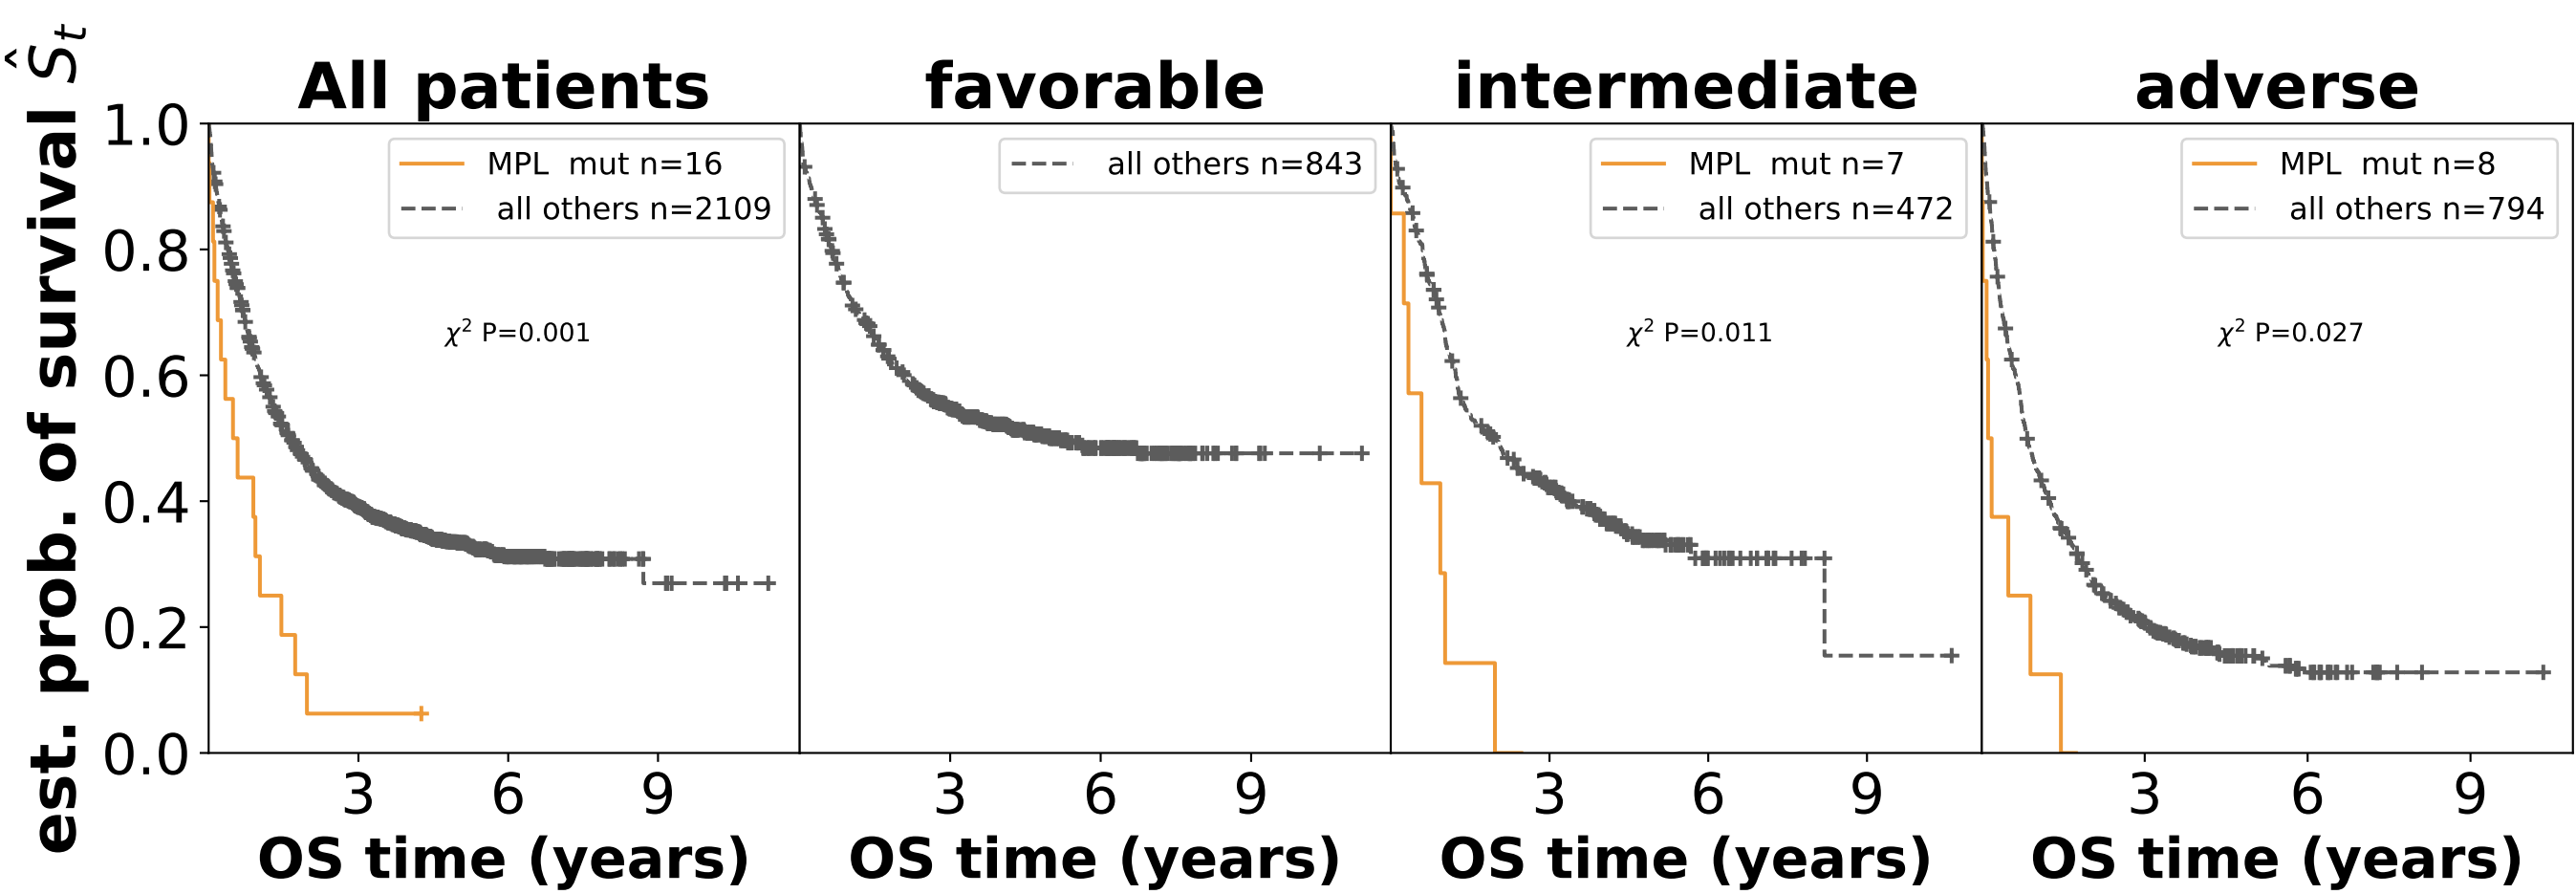 est. prob. of survival Ŝt
All patients
favorable
intermediate
adverse
1.0
0.8
0.6
0.4
0.2
0.0
MPL  mut n=16
all others n=2109
χ² P=0.001
all others n=843
MPL  mut n=7
all others n=472
χ² P=0.011
MPL  mut n=8
all others n=794
χ² P=0.027
3 6 9
3 6 9
3 6 9
3 6 9
OS time (years)
OS time (years)
OS time (years)
OS time (years)